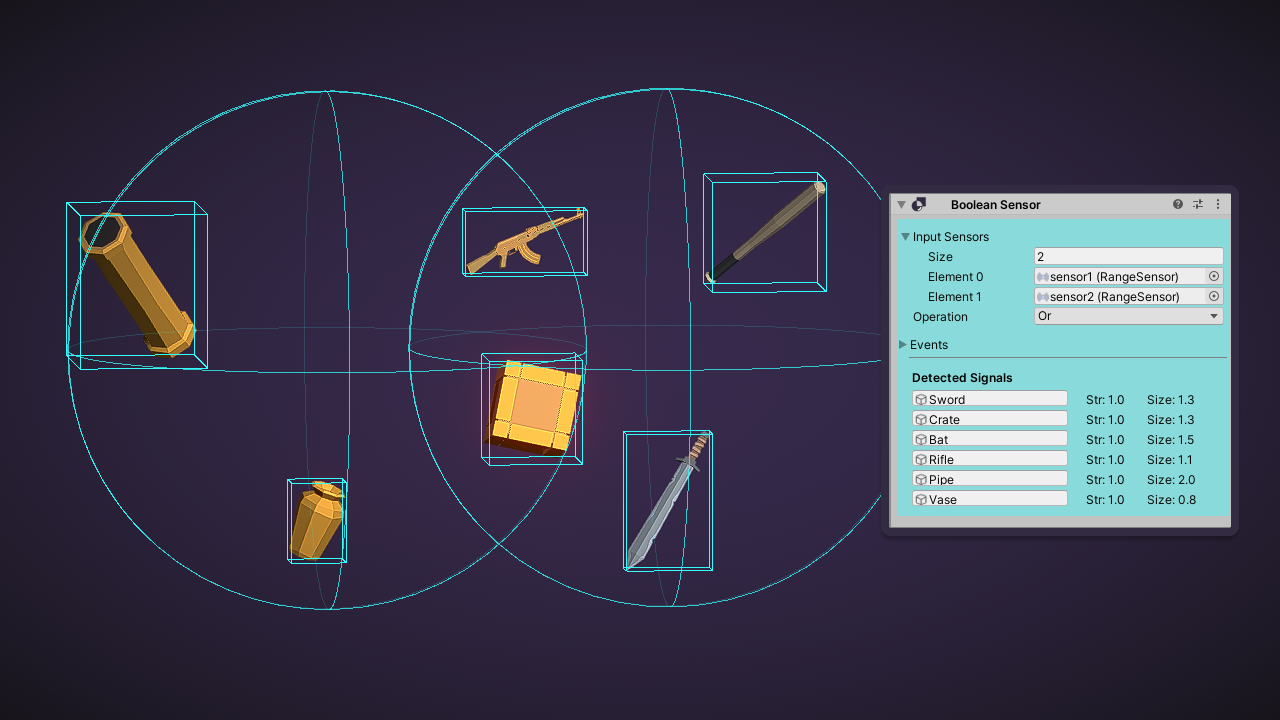 Boolean Sensor
Input Sensors
Size 2
Element 0 sensor1 (RangeSensor)
Element 1 sensor2 (RangeSensor)
Operation Or
Events
Detected Signals
Sword Str: 1.0 Size: 1.3
Crate Str: 1.0 Size: 1.3
Bat Str: 1.0 Size: 1.5
Rifle Str: 1.0 Size: 1.1
Pipe Str: 1.0 Size: 2.0
Vase Str: 1.0 Size: 0.8